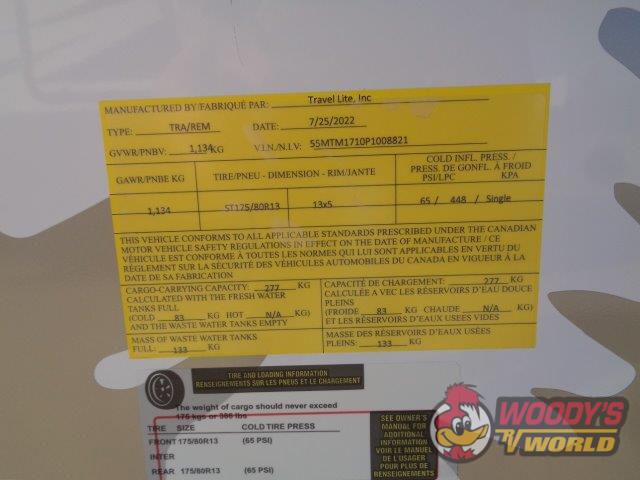 MANUFACTURED BY/FABRIQUÉ PAR: Travel Lite, Inc
TYPE: TRA/REM DATE: 7/25/2022
GVWR/PNBV: 1,134 KG V.I.N./N.I.V: 5SMTM1710P1008821
GAWR/PNBE KG TIRE/PNEU - DIMENSION - RIM/JANTE COLD INFL. PRESS. /
PRESS. DE GONFL. À FROID
PSI/LPC KPA
1,134 ST175/80R13 13x5 65 / 448 / Single
THIS VEHICLE CONFORMS TO ALL APPLICABLE STANDARDS PRESCRIBED UNDER THE CANADIAN
MOTOR VEHICLE SAFETY REGULATIONS IN EFFECT ON THE DATE OF MANUFACTURE / CE
VÉHICULE EST CONFORME À TOUTES LES NORMES QUI LUI SONT APPLICABLES EN VERTU DU
RÈGLEMENT SUR LA SÉCURITÉ DES VÉHICULES AUTOMOBILES DU CANADA EN VIGUEUR À LA
DATE DE SA FABRICATION
CARGO-CARRYING CAPACITY: 277 KG
CALCULATED WITH THE FRESH WATER
TANKS FULL
(COLD 83 KG HOT N/A KG)
AND THE WASTE WATER TANKS EMPTY
CAPACITÉ DE CHARGEMENT: 277 KG
CALCULÉE A VEC LES RÉSERVOIRS D'EAU DOUCE
PLEINS
(FROIDE 83 KG CHAUDE N/A KG)
ET LES RÉSERVOIRS D'EAUX USÉES VIDES
MASS OF WASTE WATER TANKS
FULL: 133 KG
MASSE DES RÉSERVOIRS D'EAUX USÉES
PLEINS: 133 KG
TIRE AND LOADING INFORMATION
RENSEIGNEMENTS SUR LES PNEUS ET LE CHARGEMENT
The weight of cargo should never exceed
175 kgs or 386 lbs
TIRE SIZE COLD TIRE PRESS
FRONT 175/80R13 (65 PSI)
INTER
REAR 175/80R13 (65 PSI)
SEE OWNER'S
MANUAL FOR
ADDITIONAL
INFORMATION
VOIR LE MANUEL
DE L'USAGER
POUR PLUS DE
RENSEIGNEMENTS
WOODY'S
RV WORLD